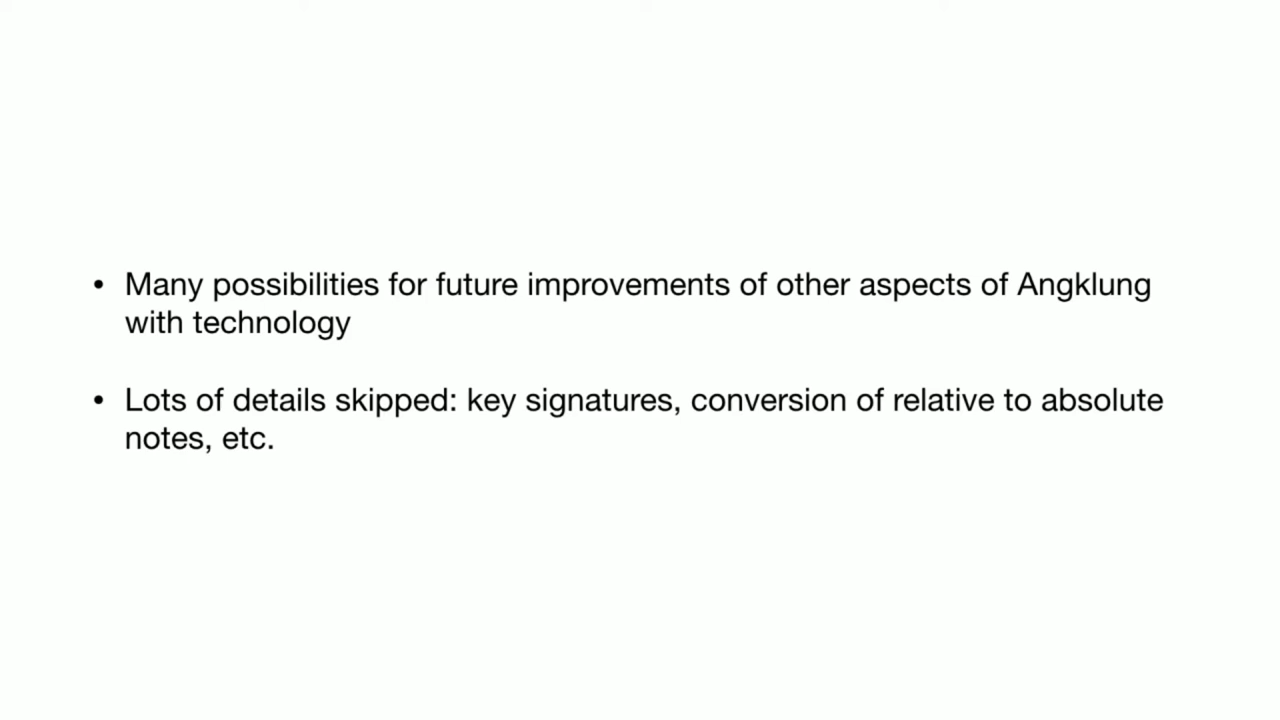 • Many possibilities for future improvements of other aspects of Angklung
with technology
• Lots of details skipped: key signatures, conversion of relative to absolute
notes, etc.